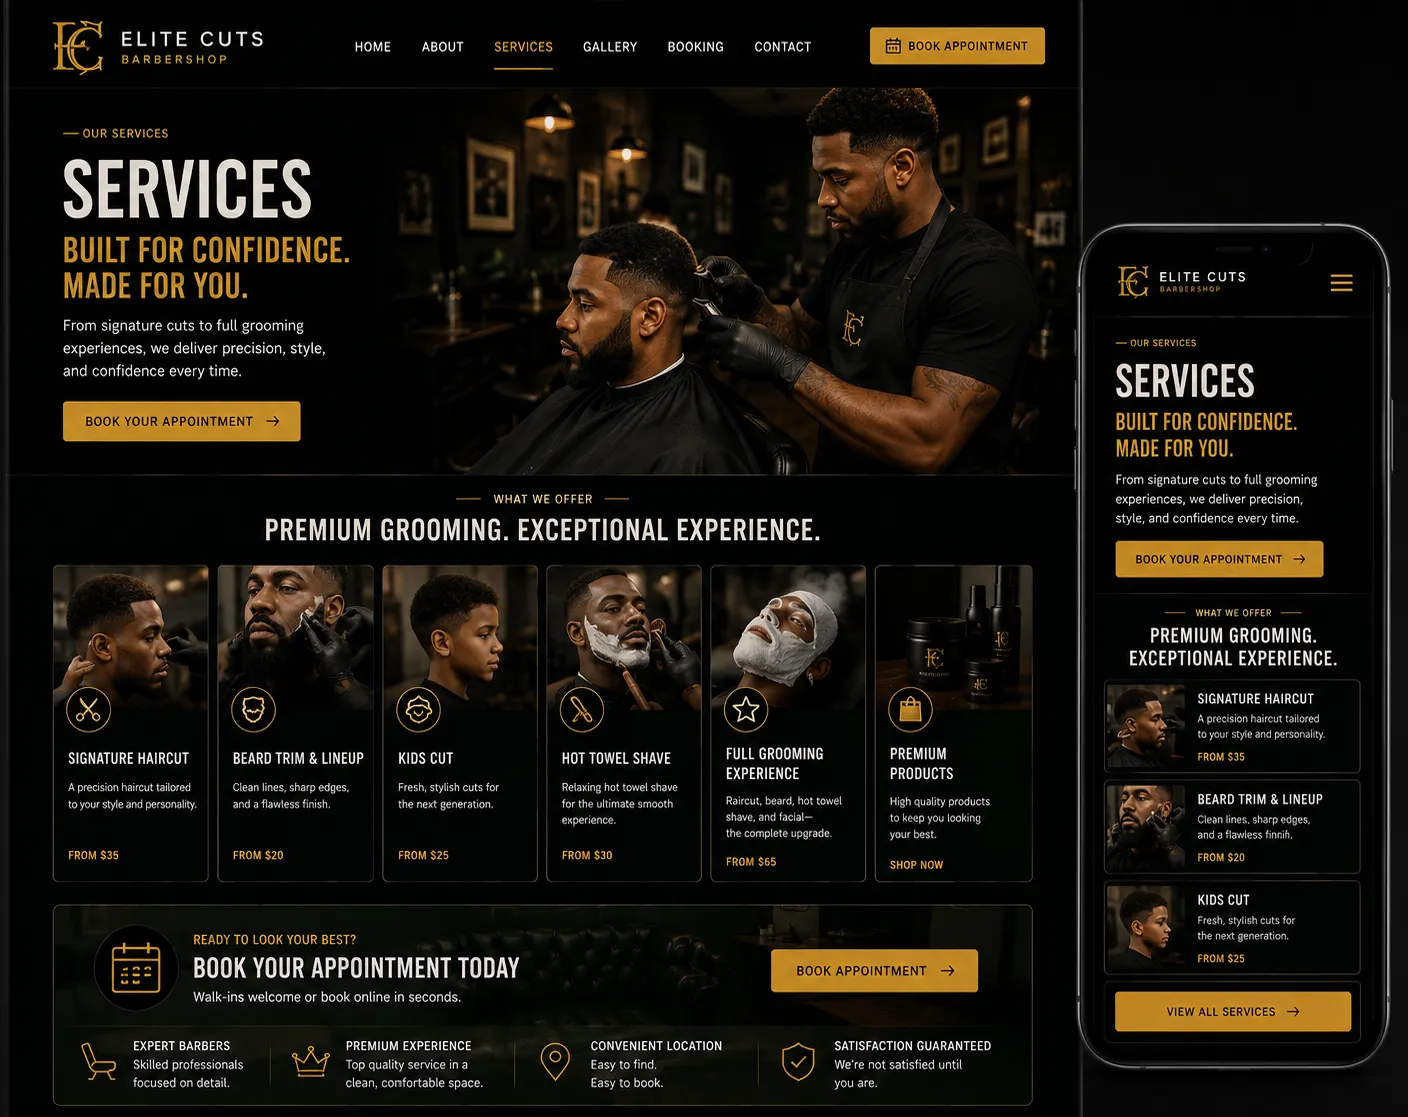 ELITE CUTS
BARBERSHOP
HOME ABOUT SERVICES GALLERY BOOKING CONTACT
BOOK APPOINTMENT
OUR SERVICES
SERVICES
BUILT FOR CONFIDENCE.
MADE FOR YOU.
From signature cuts to full grooming
experiences, we deliver precision, style,
and confidence every time.
BOOK YOUR APPOINTMENT →
WHAT WE OFFER
PREMIUM GROOMING. EXCEPTIONAL EXPERIENCE.
SIGNATURE HAIRCUT
A precision haircut tailored
to your style and personality.
FROM $35
BEARD TRIM & LINEUP
Clean lines, sharp edges,
and a flawless finish.
FROM $20
KIDS CUT
Fresh, stylish cuts for
the next generation.
FROM $25
HOT TOWEL SHAVE
Relaxing hot towel shave
for the ultimate smooth
experience.
FROM $30
FULL GROOMING
EXPERIENCE
Raircut, beard, hot towel
shave, and facial—
the complete upgrade.
FROM $65
PREMIUM
PRODUCTS
High quality products
to keep you looking
your best.
SHOP NOW
READY TO LOOK YOUR BEST?
BOOK YOUR APPOINTMENT TODAY
Walk-ins welcome or book online in seconds.
BOOK APPOINTMENT →
EXPERT BARBERS
Skilled professionals
focused on detail.
PREMIUM EXPERIENCE
Top quality service in a
clean, comfortable space.
CONVENIENT LOCATION
Easy to find.
Easy to book.
SATISFACTION GUARANTEED
We're not satisfied until
you are.
ELITE CUTS
BARBERSHOP
OUR SERVICES
SERVICES
BUILT FOR CONFIDENCE.
MADE FOR YOU.
From signature cuts to full grooming
experiences, we deliver precision,
style, and confidence every time.
BOOK YOUR APPOINTMENT →
WHAT WE OFFER
PREMIUM GROOMING.
EXCEPTIONAL EXPERIENCE.
SIGNATURE HAIRCUT
A precision haircut tailored
to your style and personality.
FROM $35
BEARD TRIM & LINEUP
Clean lines, sharp edges,
and a flawless finish.
FROM $20
KIDS CUT
Fresh, stylish cuts for
the next generation.
FROM $25
VIEW ALL SERVICES →